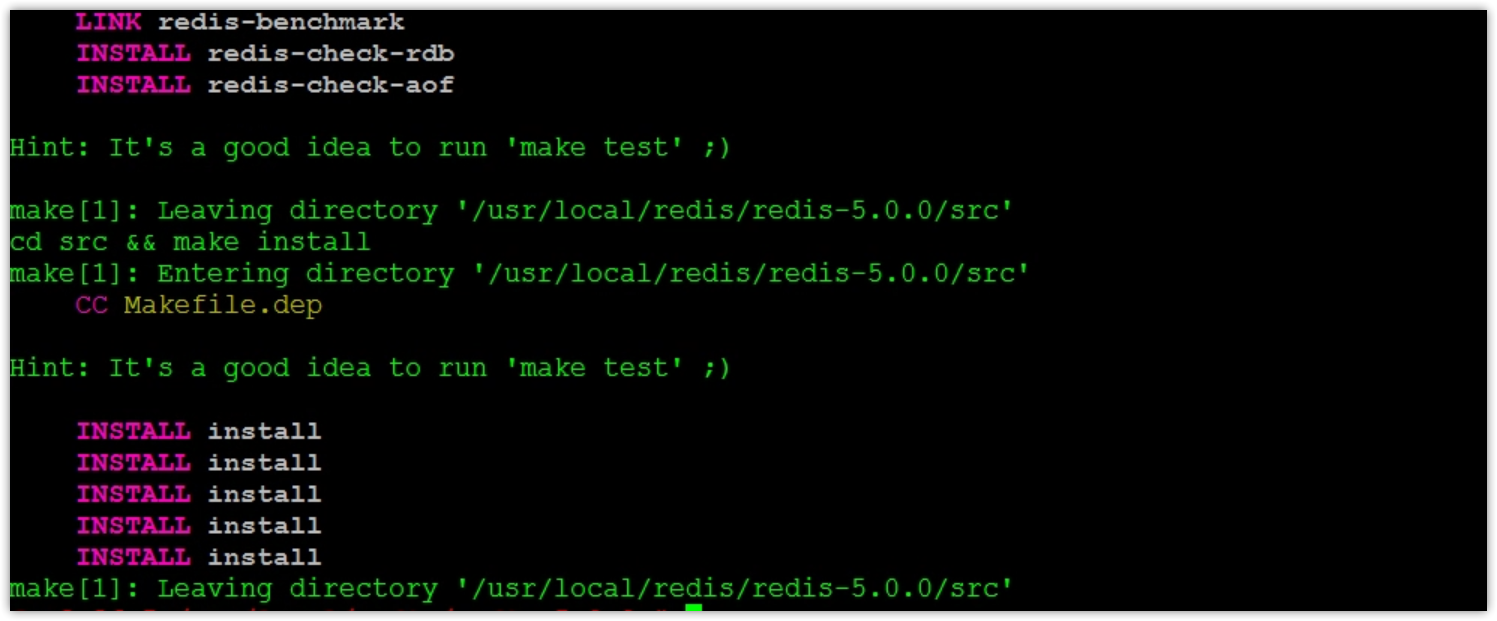 LINK redis-benchmark
INSTALL redis-check-rdb
INSTALL redis-check-aof
Hint: It's a good idea to run 'make test' ;)
make[1]: Leaving directory '/usr/local/redis/redis-5.0.0/src'
cd src && make install
make[1]: Entering directory '/usr/local/redis/redis-5.0.0/src'
CC Makefile.dep
Hint: It's a good idea to run 'make test' ;)
INSTALL install
INSTALL install
INSTALL install
INSTALL install
INSTALL install
make[1]: Leaving directory '/usr/local/redis/redis-5.0.0/src'